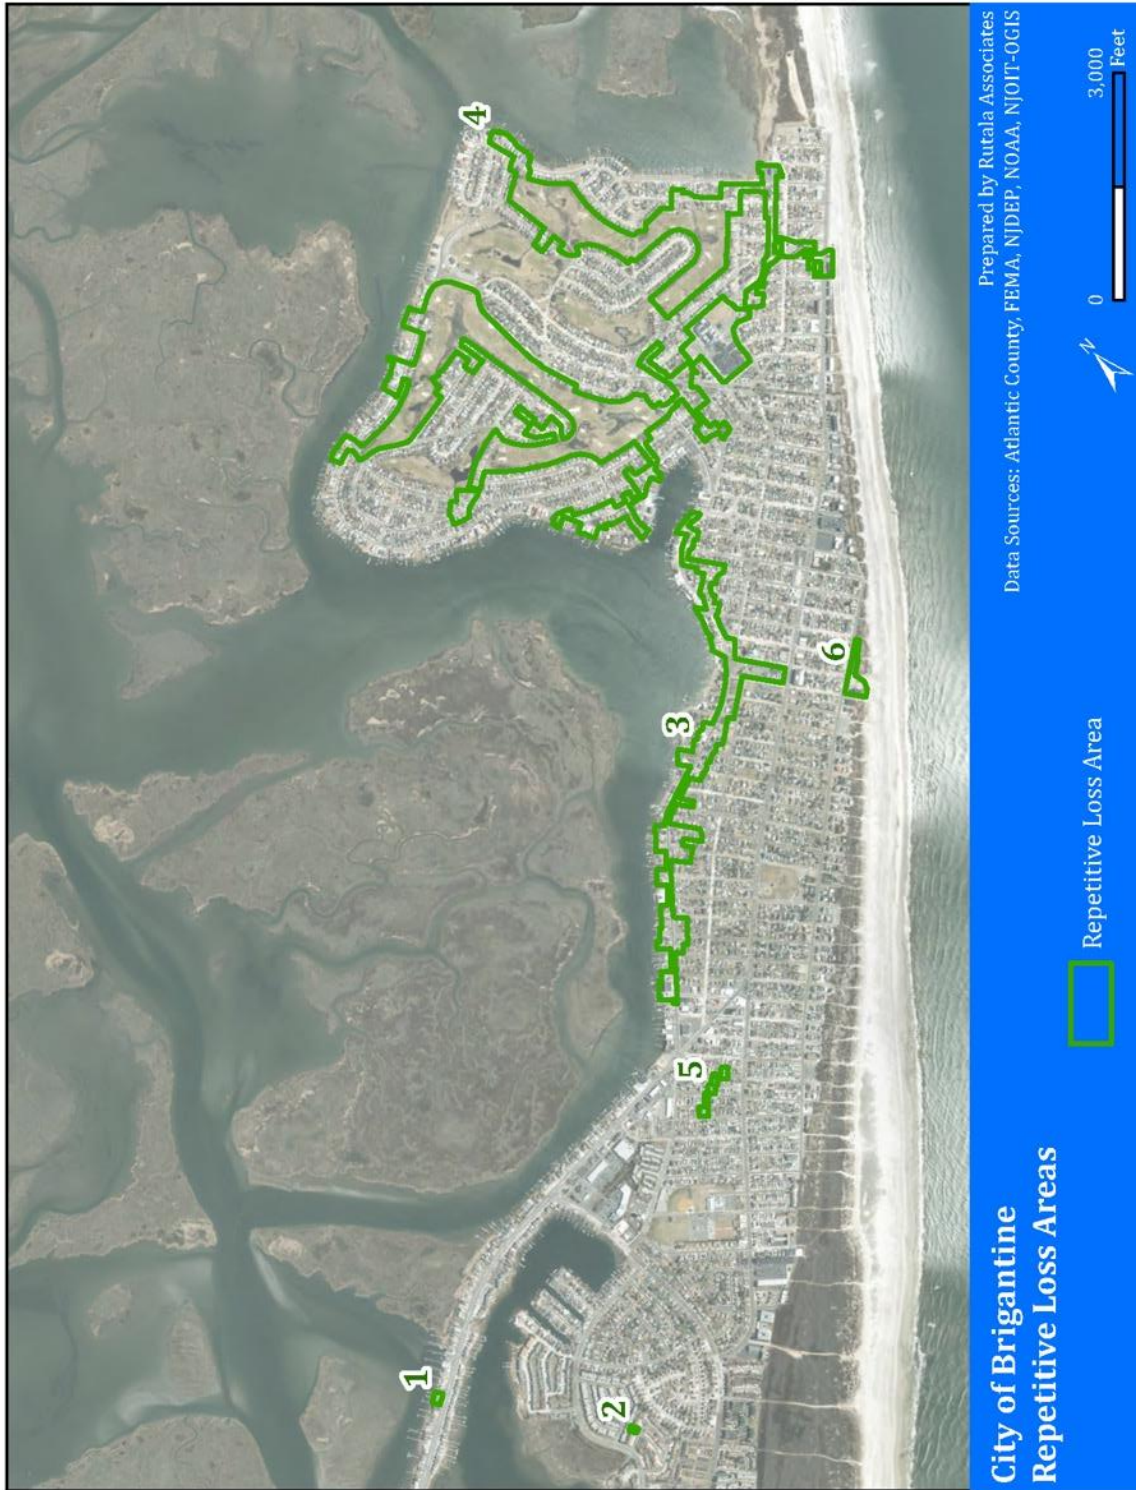 1
2
3
4
5
6
City of Brigantine
Repetitive Loss Areas
Repetitive Loss Area
Prepared by Rutala Associates
Data Sources: Atlantic County, FEMA, NJDEP, NOAA, NJOIT-OGIS
N
0
3,000
Feet